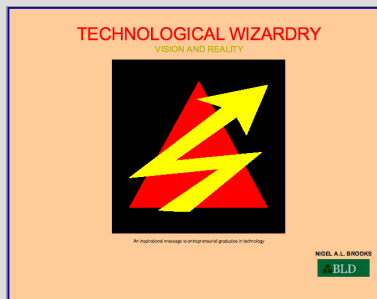 TECHNOLOGICAL WIZARDRY
VISION AND REALITY
An inspirational message to entrepreneurial graduates in technology
NIGEL A.L. BROOKS
BLD